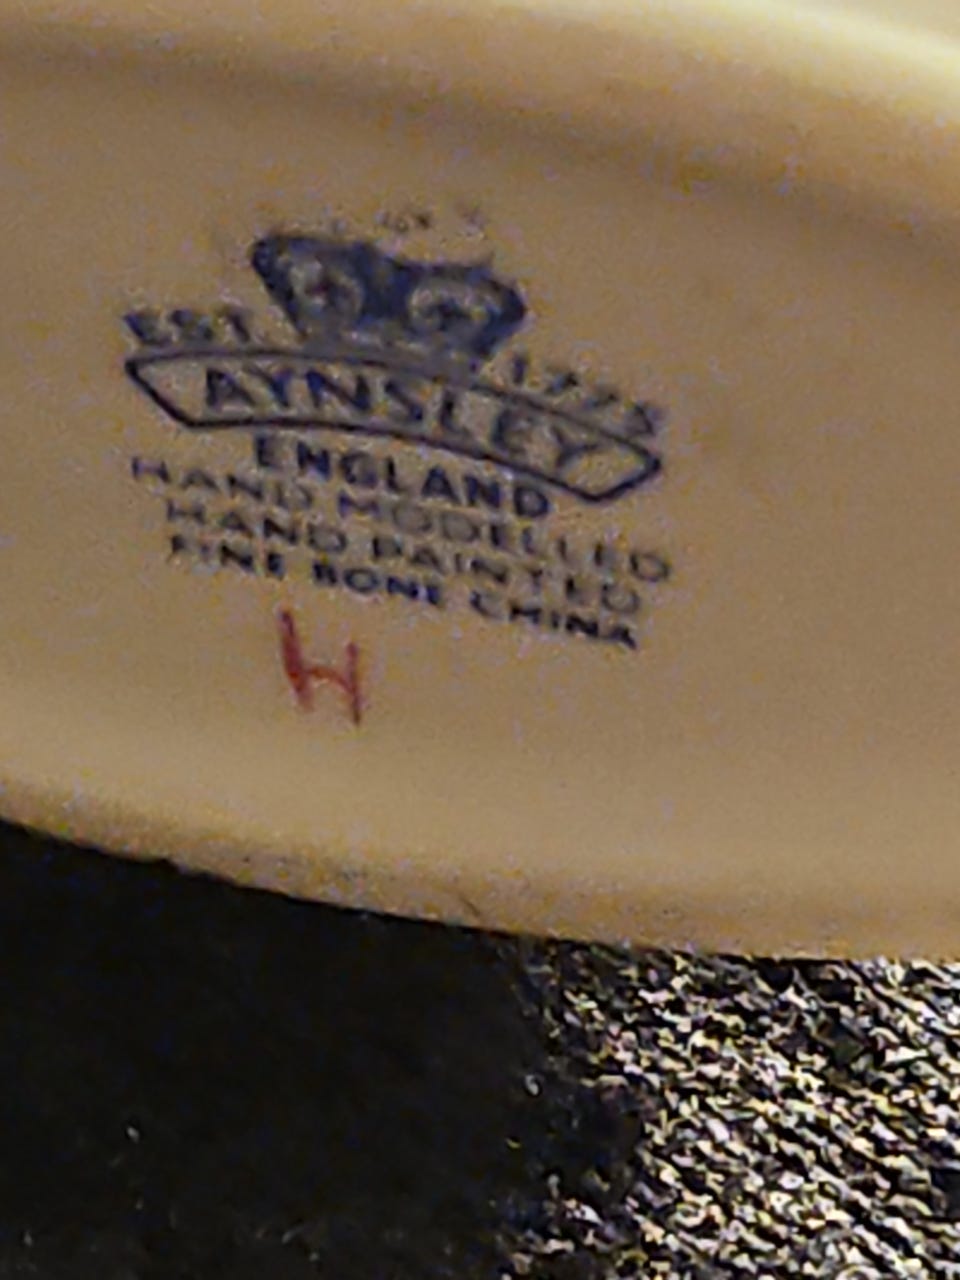 EST. 1775
AYNSLEY
ENGLAND
HAND MODELLED
HAND PAINTED
FINE BONE CHINA
H